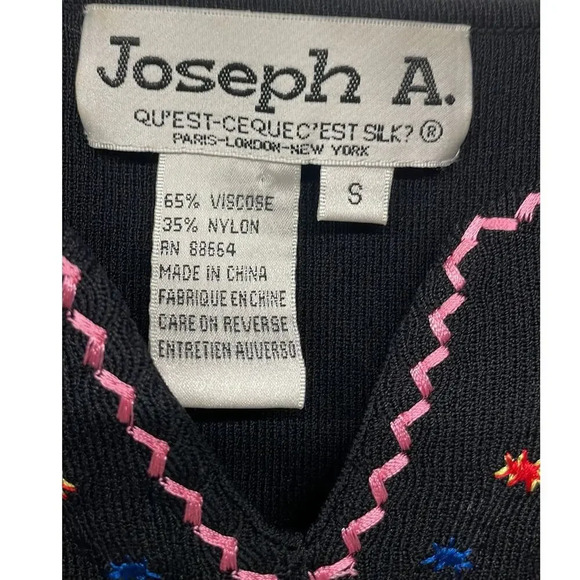 Joseph A.
QU'EST-CEQUEC'EST SILK? ®
PARIS-LONDON-NEW YORK
S
65% VISCOSE
35% NYLON
RN 88664
MADE IN CHINA
FABRIQUE EN CHINE
CARE ON REVERSE
ENTRETIEN AUVERSO